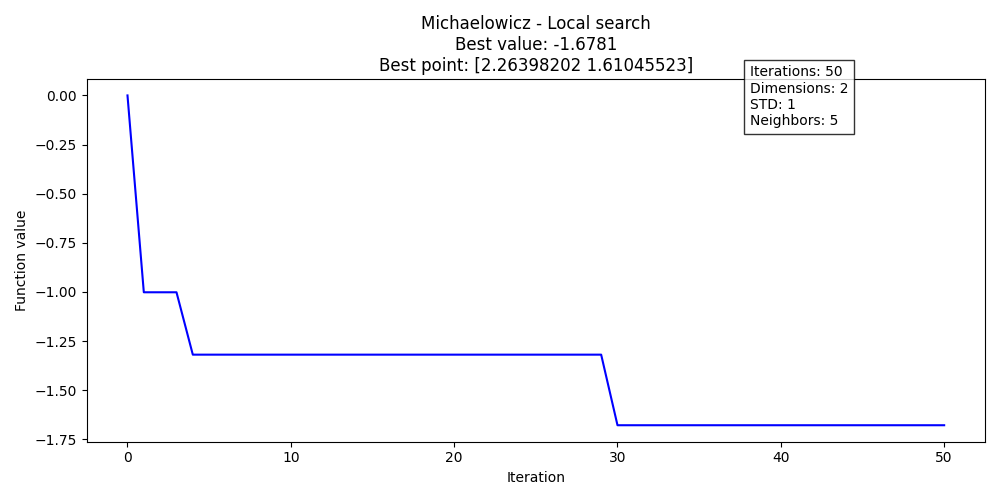 Michaelowicz - Local search
Best value: -1.6781
Best point: [2.26398202 1.61045523]
Iterations: 50
Dimensions: 2
STD: 1
Neighbors: 5
Function value
0.00
−0.25
−0.50
−0.75
−1.00
−1.25
−1.50
−1.75
0 10 20 30 40 50
Iteration